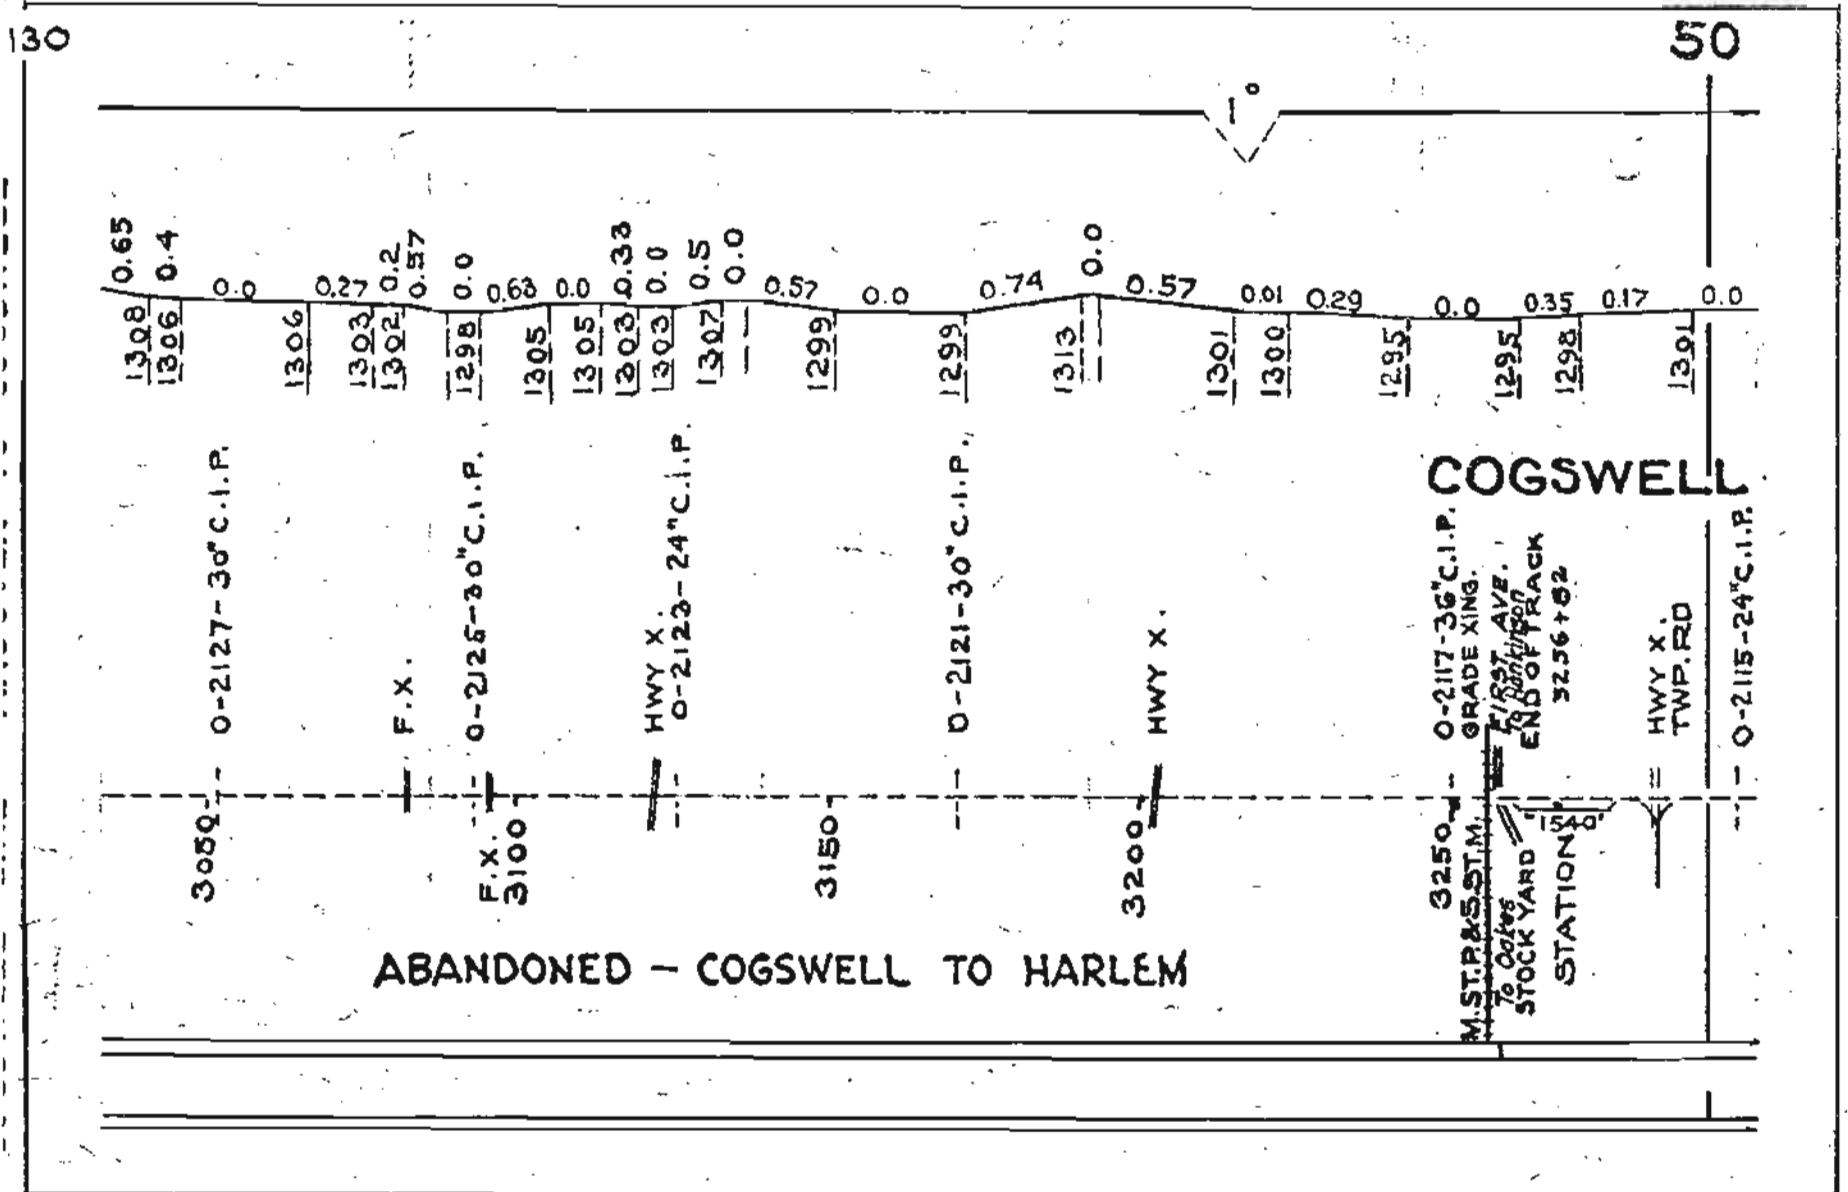 130
50
1°
0.65
0.4
0.0
0.27
0.2
0.57
0.0
0.63
0.0
0.33
0.0
0.5
0.0
0.57
0.0
0.74
0.0
0.57
0.01
0.29
0.0
0.35
0.17
0.0
1308
1306
1306
1303
1302
1298
1305
1305
1303
1303
1307
1299
1299
1313
1301
1300
1295
1295
1298
1301
COGSWELL
0-2127-30"C.I.P.
F.X.
0-2125-30"C.I.P.
HWY X.
0-2123-24"C.I.P.
0-2121-30"C.I.P.
HWY X.
0-2117-36"C.I.P.
GRADE XING.
FIRST AVE.
To Hankinson
END OF TRACK
3256+82
HWY X.
TWP. RD
0-2115-24"C.I.P.
3050
F.X.
3100
3150
3200
3250
M.ST.P.&S.ST.M.
To Oakes
STOCK YARD
STATION
1540'
ABANDONED - COGSWELL TO HARLEM